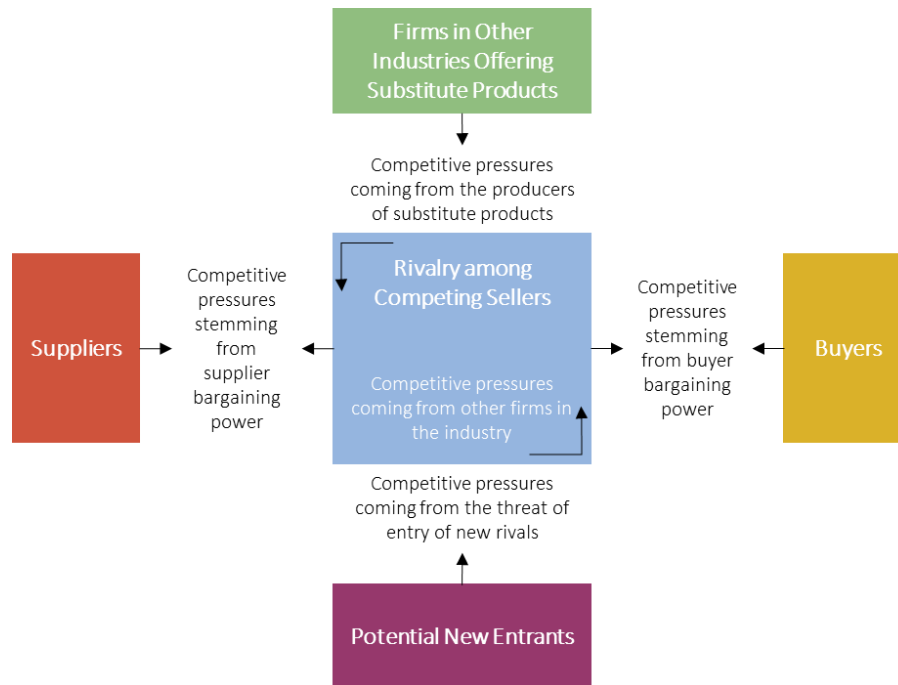 Firms in Other
Industries Offering
Substitute Products
Competitive pressures
coming from the producers
of substitute products
Suppliers
Competitive
pressures
stemming
from
supplier
bargaining
power
Rivalry among
Competing Sellers
Competitive pressures
coming from other firms in
the industry
Competitive
pressures
stemming
from buyer
bargaining
power
Buyers
Competitive pressures
coming from the threat of
entry of new rivals
Potential New Entrants